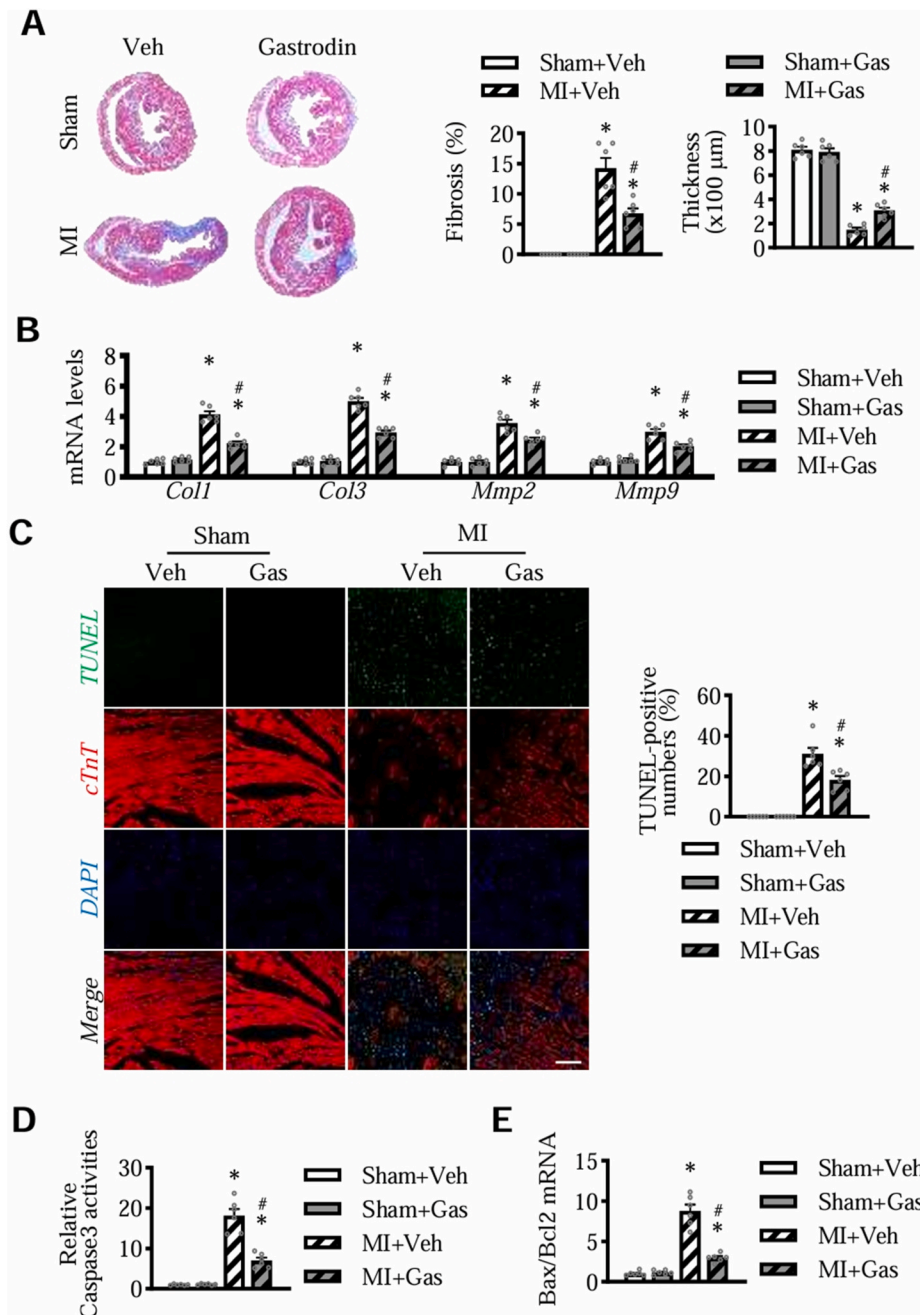 A
Veh Gastrodin
Sham
MI
Sham+Veh
MI+Veh
Sham+Gas
MI+Gas
Fibrosis (%)
20
15
10
5
0
*
#
*
Thickness
(x100 μm)
10
8
6
4
2
0
*
#
*
B
mRNA levels
8
6
4
2
0
*
#
*
*
#
*
*
#
*
*
#
*
Col1 Col3 Mmp2 Mmp9
Sham+Veh
Sham+Gas
MI+Veh
MI+Gas
C
Sham MI
Veh Gas Veh Gas
TUNEL
cTnT
DAPI
Merge
TUNEL-positive
numbers (%)
60
40
20
0
*
#
*
Sham+Veh
Sham+Gas
MI+Veh
MI+Gas
D
Relative
Caspase3 activities
30
20
10
0
*
#
*
Sham+Veh
Sham+Gas
MI+Veh
MI+Gas
E
Bax/Bcl2 mRNA
15
10
5
0
*
#
*
Sham+Veh
Sham+Gas
MI+Veh
MI+Gas